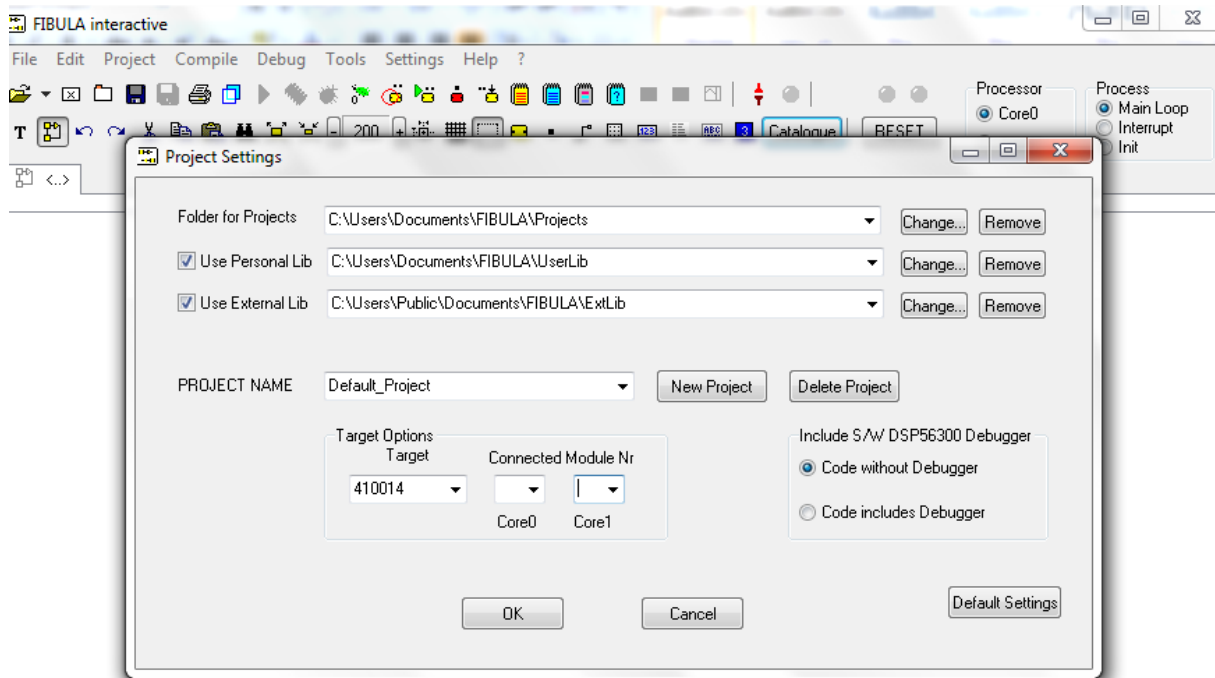 FIBULA interactive
File Edit Project Compile Debug Tools Settings Help ?
Processor
Core0
Process
Main Loop
Interrupt
Init
T
200
123
ABC
3
Catalogue
RESET
<..>
Project Settings
Folder for Projects C:\Users\Documents\FIBULA\Projects Change... Remove
Use Personal Lib C:\Users\Documents\FIBULA\UserLib Change... Remove
Use External Lib C:\Users\Public\Documents\FIBULA\ExtLib Change... Remove
PROJECT NAME Default_Project New Project Delete Project
Target Options
Target Connected Module Nr
410014
Core0 Core1
Include S/W DSP56300 Debugger
Code without Debugger
Code includes Debugger
OK Cancel Default Settings